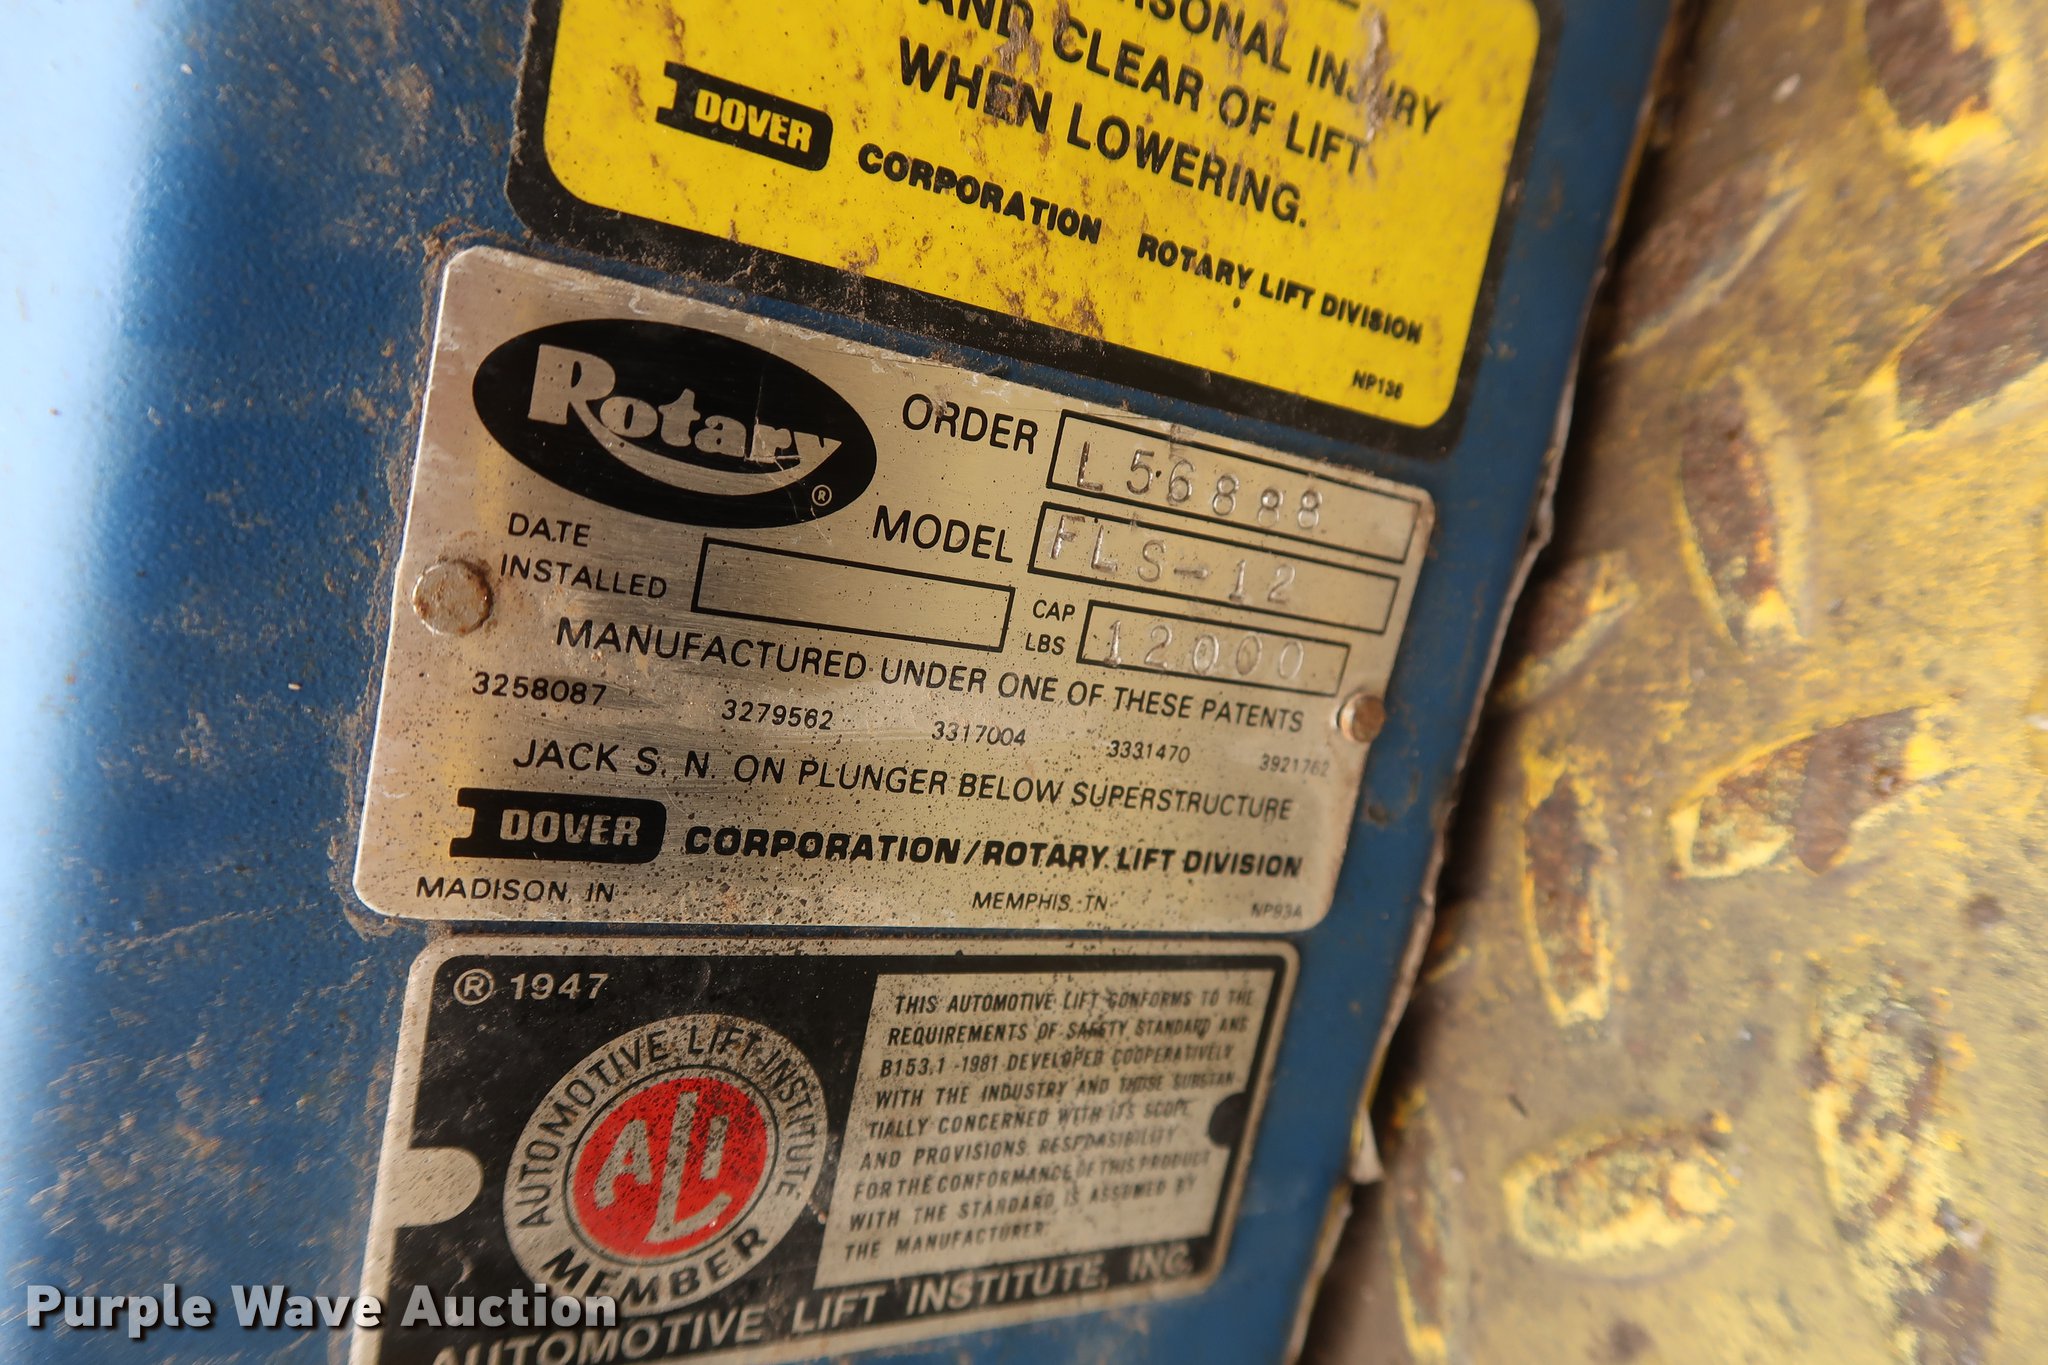 SONAL INJURY
AND CLEAR OF LIFT
WHEN LOWERING.
DOVER CORPORATION ROTARY LIFT DIVISION
NP136
Rotary ®
ORDER L56888
MODEL FLS-12
DATE INSTALLED
CAP LBS 12000
MANUFACTURED UNDER ONE OF THESE PATENTS
3258087 3279562 3317004 3331470 3921762
JACK S. N. ON PLUNGER BELOW SUPERSTRUCTURE
DOVER CORPORATION/ROTARY LIFT DIVISION
MADISON, IN MEMPHIS, TN NP93A
® 1947
AUTOMOTIVE LIFT INSTITUTE
ALI
MEMBER
THIS AUTOMOTIVE LIFT CONFORMS TO THE
REQUIREMENTS OF SAFETY STANDARD ANS
B153.1-1981 DEVELOPED COOPERATIVELY
WITH THE INDUSTRY AND THOSE SUBSTAN
TIALLY CONCERNED WITH ITS SCOPE
AND PROVISIONS. RESPONSIBILITY
FOR THE CONFORMANCE OF THIS PRODUCT
WITH THE STANDARD IS ASSUMED BY
THE MANUFACTURER.
AUTOMOTIVE LIFT INSTITUTE, INC.
Purple Wave Auction